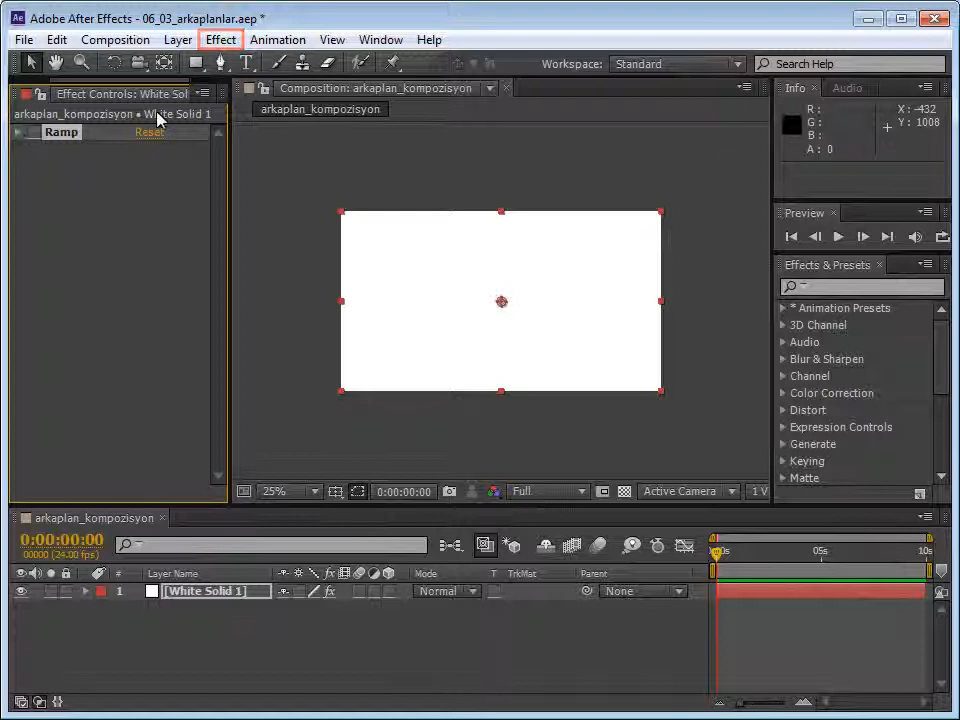 Ae Adobe After Effects - 06_03_arkaplanlar.aep *
File Edit Composition Layer Effect Animation View Window Help
Workspace: Standard Search Help
Effect Controls: White Sol
arkaplan_kompozisyon • White Solid 1
Ramp Reset
Composition: arkaplan_kompozisyon
arkaplan_kompozisyon
25% 0:00:00:00 Full Active Camera 1 V
Info Audio
R: X: -432
G: Y: 1008
B:
A: 0
Preview
Effects & Presets
* Animation Presets
3D Channel
Audio
Blur & Sharpen
Channel
Color Correction
Distort
Expression Controls
Generate
Keying
Matte
arkaplan_kompozisyon
0:00:00:00
00000 (24.00 fps)
05s 10s
# Layer Name Mode T TrkMat Parent
1 [White Solid 1] Normal None